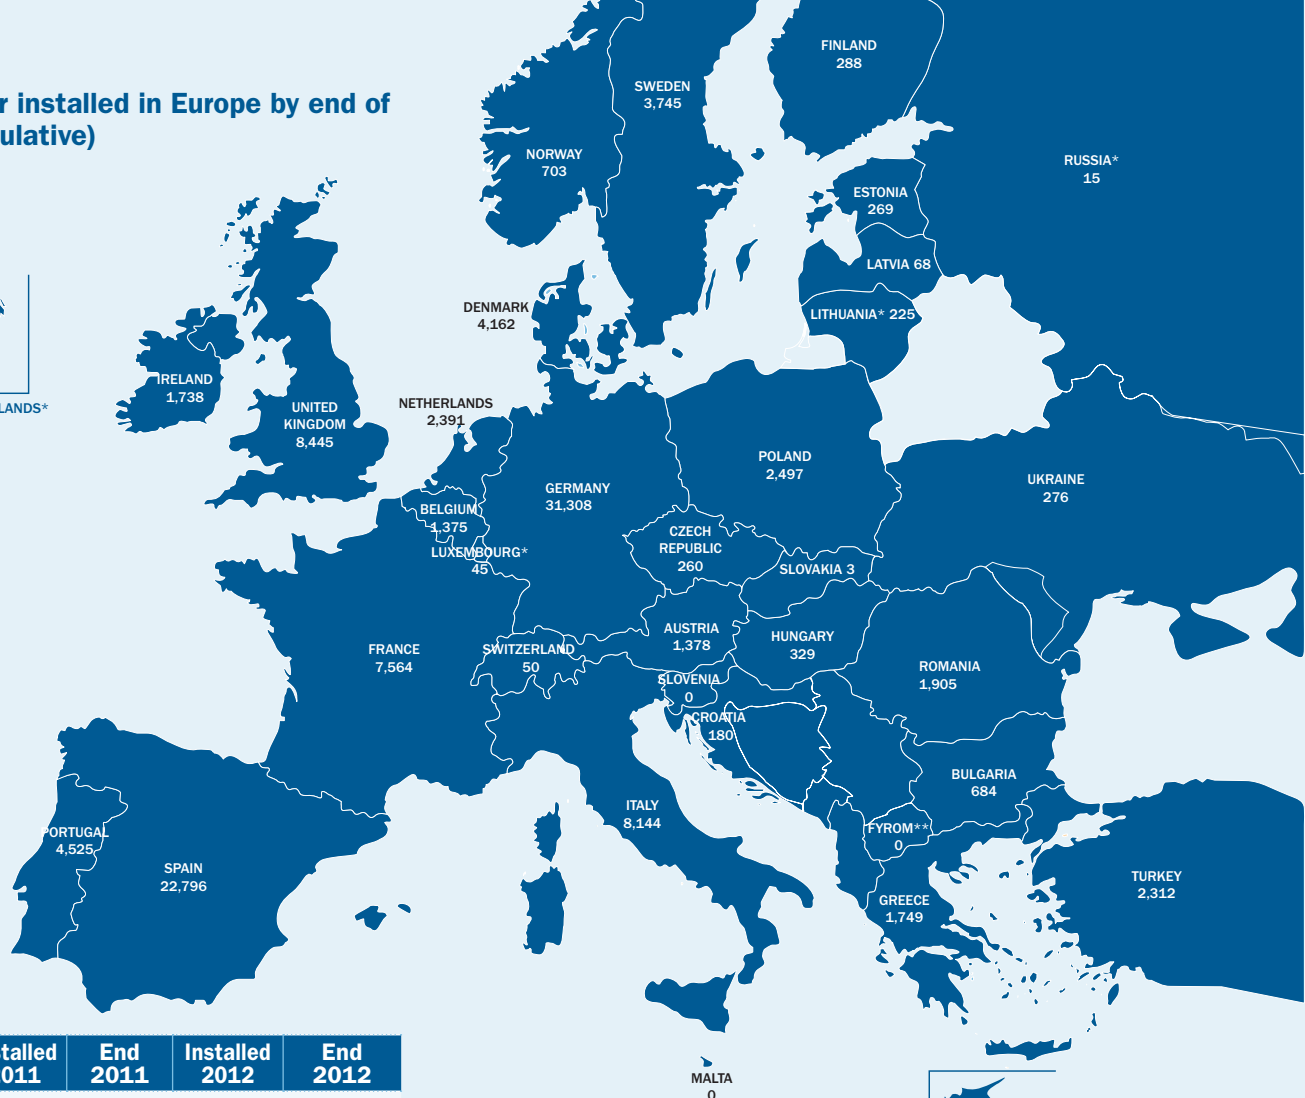 r installed in Europe by end of
ulative)
FINLAND
288
SWEDEN
3,745
NORWAY
703
RUSSIA*
15
ESTONIA
269
LATVIA 68
LITHUANIA* 225
DENMARK
4,162
IRELAND
1,738
LANDS*
UNITED
KINGDOM
8,445
NETHERLANDS
2,391
POLAND
2,497
UKRAINE
276
GERMANY
31,308
BELGIUM
1,375
LUXEMBOURG*
45
CZECH
REPUBLIC
260
SLOVAKIA 3
AUSTRIA
1,378
HUNGARY
329
FRANCE
7,564
SWITZERLAND
50
SLOVENIA
0
ROMANIA
1,905
CROATIA
180
BULGARIA
684
ITALY
8,144
PORTUGAL
4,525
FYROM**
0
SPAIN
22,796
TURKEY
2,312
GREECE
1,749
talled
011
End
2011
Installed
2012
End
2012
MALTA
0